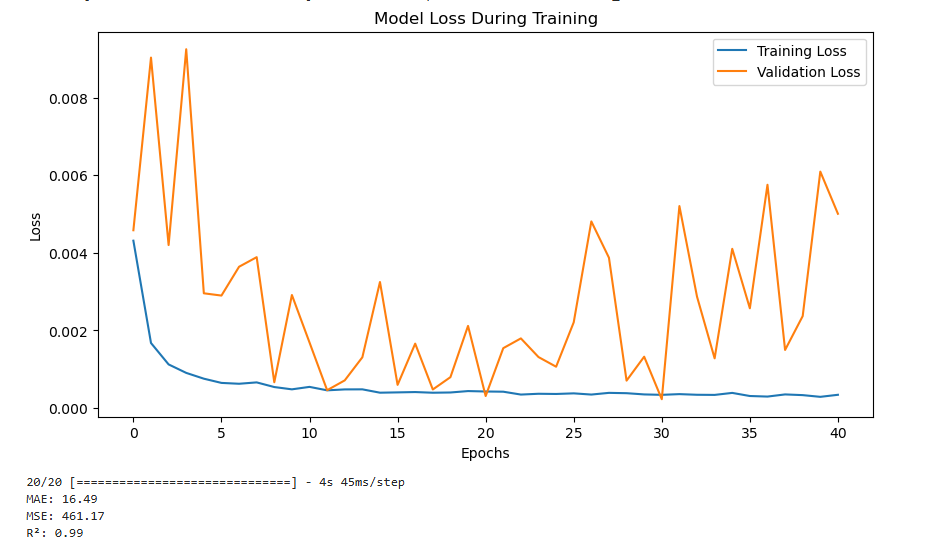 Model Loss During Training
Training Loss
Validation Loss
0.008
0.006
0.004
0.002
0.000
Loss
0 5 10 15 20 25 30 35 40
Epochs
20/20 [==============================] - 4s 45ms/step
MAE: 16.49
MSE: 461.17
R²: 0.99